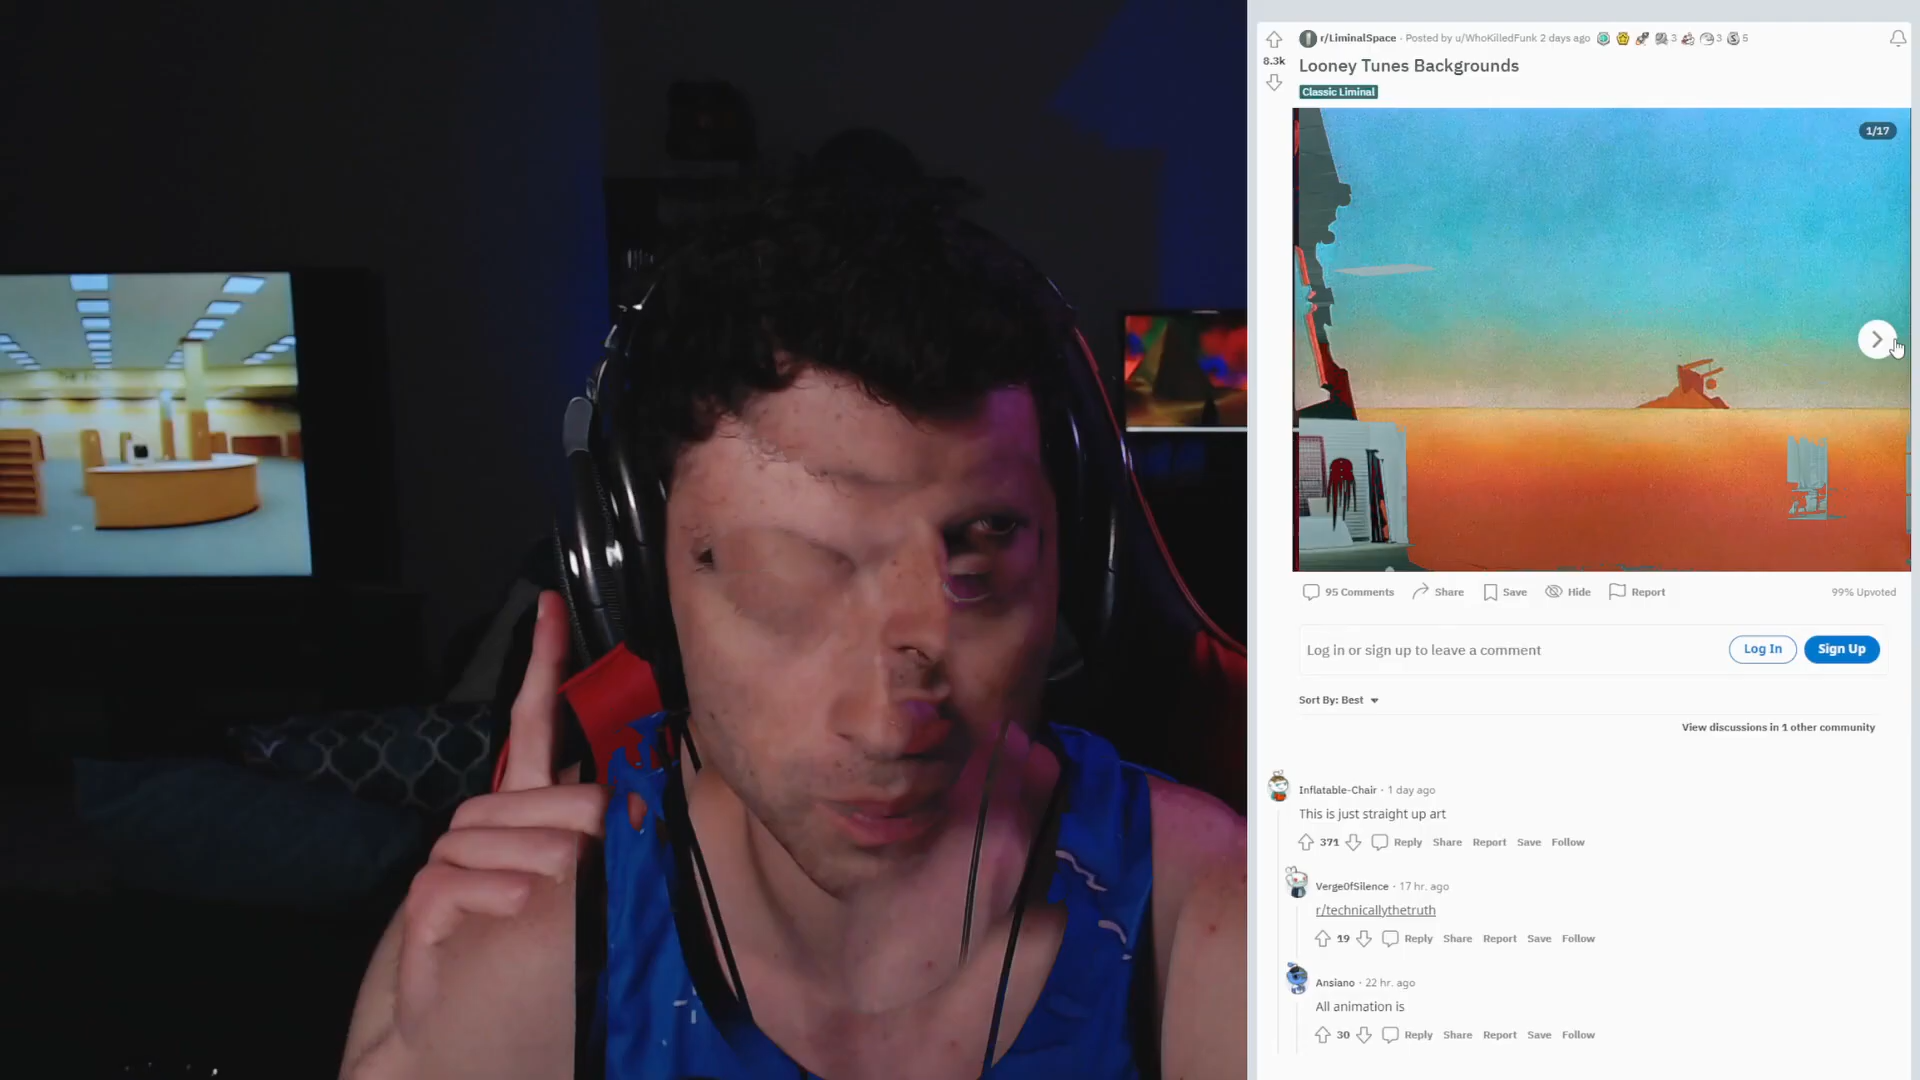 r/LiminalSpace · Posted by u/WhoKilledFunk 2 days ago 3 3 5
8.3k
Looney Tunes Backgrounds
Classic Liminal
1/17
95 Comments Share Save Hide Report 99% Upvoted
Log in or sign up to leave a comment Log In Sign Up
Sort By: Best
View discussions in 1 other community
Inflatable-Chair · 1 day ago
This is just straight up art
371 Reply Share Report Save Follow
VergeOfSilence · 17 hr. ago
r/technicallythetruth
19 Reply Share Report Save Follow
Ansiano · 22 hr. ago
All animation is
30 Reply Share Report Save Follow